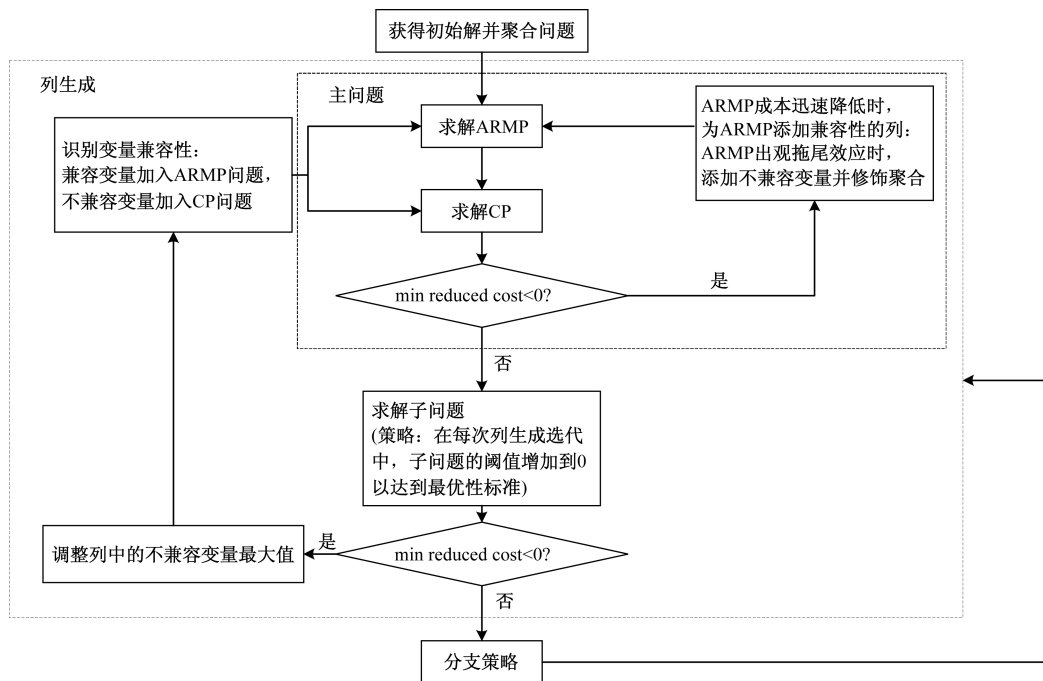 获得初始解并聚合问题
列生成
主问题
识别变量兼容性：
兼容变量加入ARMP问题，
不兼容变量加入CP问题
求解ARMP
求解CP
ARMP成本迅速降低时，
为ARMP添加兼容性的列：
ARMP出观拖尾效应时，
添加不兼容变量并修饰聚合
min reduced cost<0?
是
否
求解子问题
(策略：在每次列生成选代
中，子问题的阈值增加到0
以达到最优性标准)
调整列中的不兼容变量最大值
是
min reduced cost<0?
否
分支策略